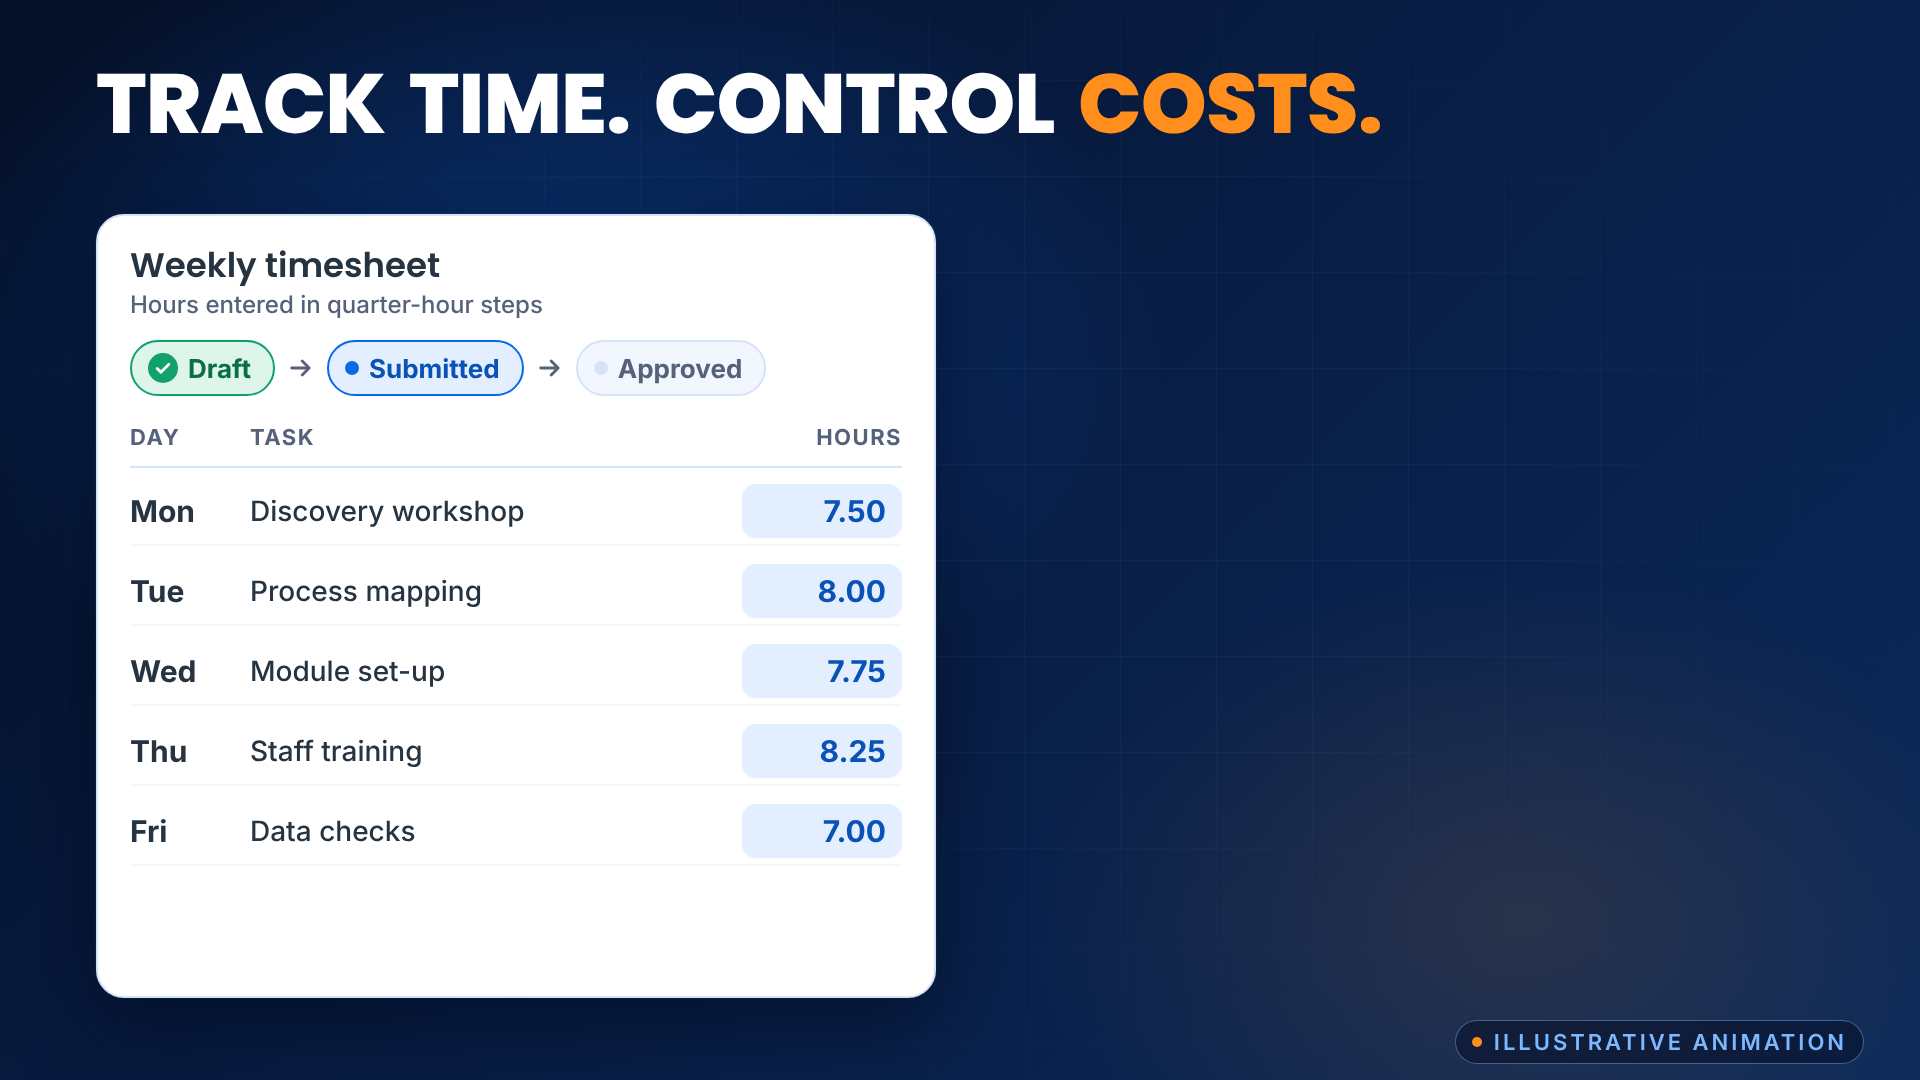 TRACK TIME. CONTROL COSTS.
Weekly timesheet
Hours entered in quarter-hour steps
Draft → Submitted → Approved
DAY TASK HOURS
Mon Discovery workshop 7.50
Tue Process mapping 8.00
Wed Module set-up 7.75
Thu Staff training 8.25
Fri Data checks 7.00
ILLUSTRATIVE ANIMATION